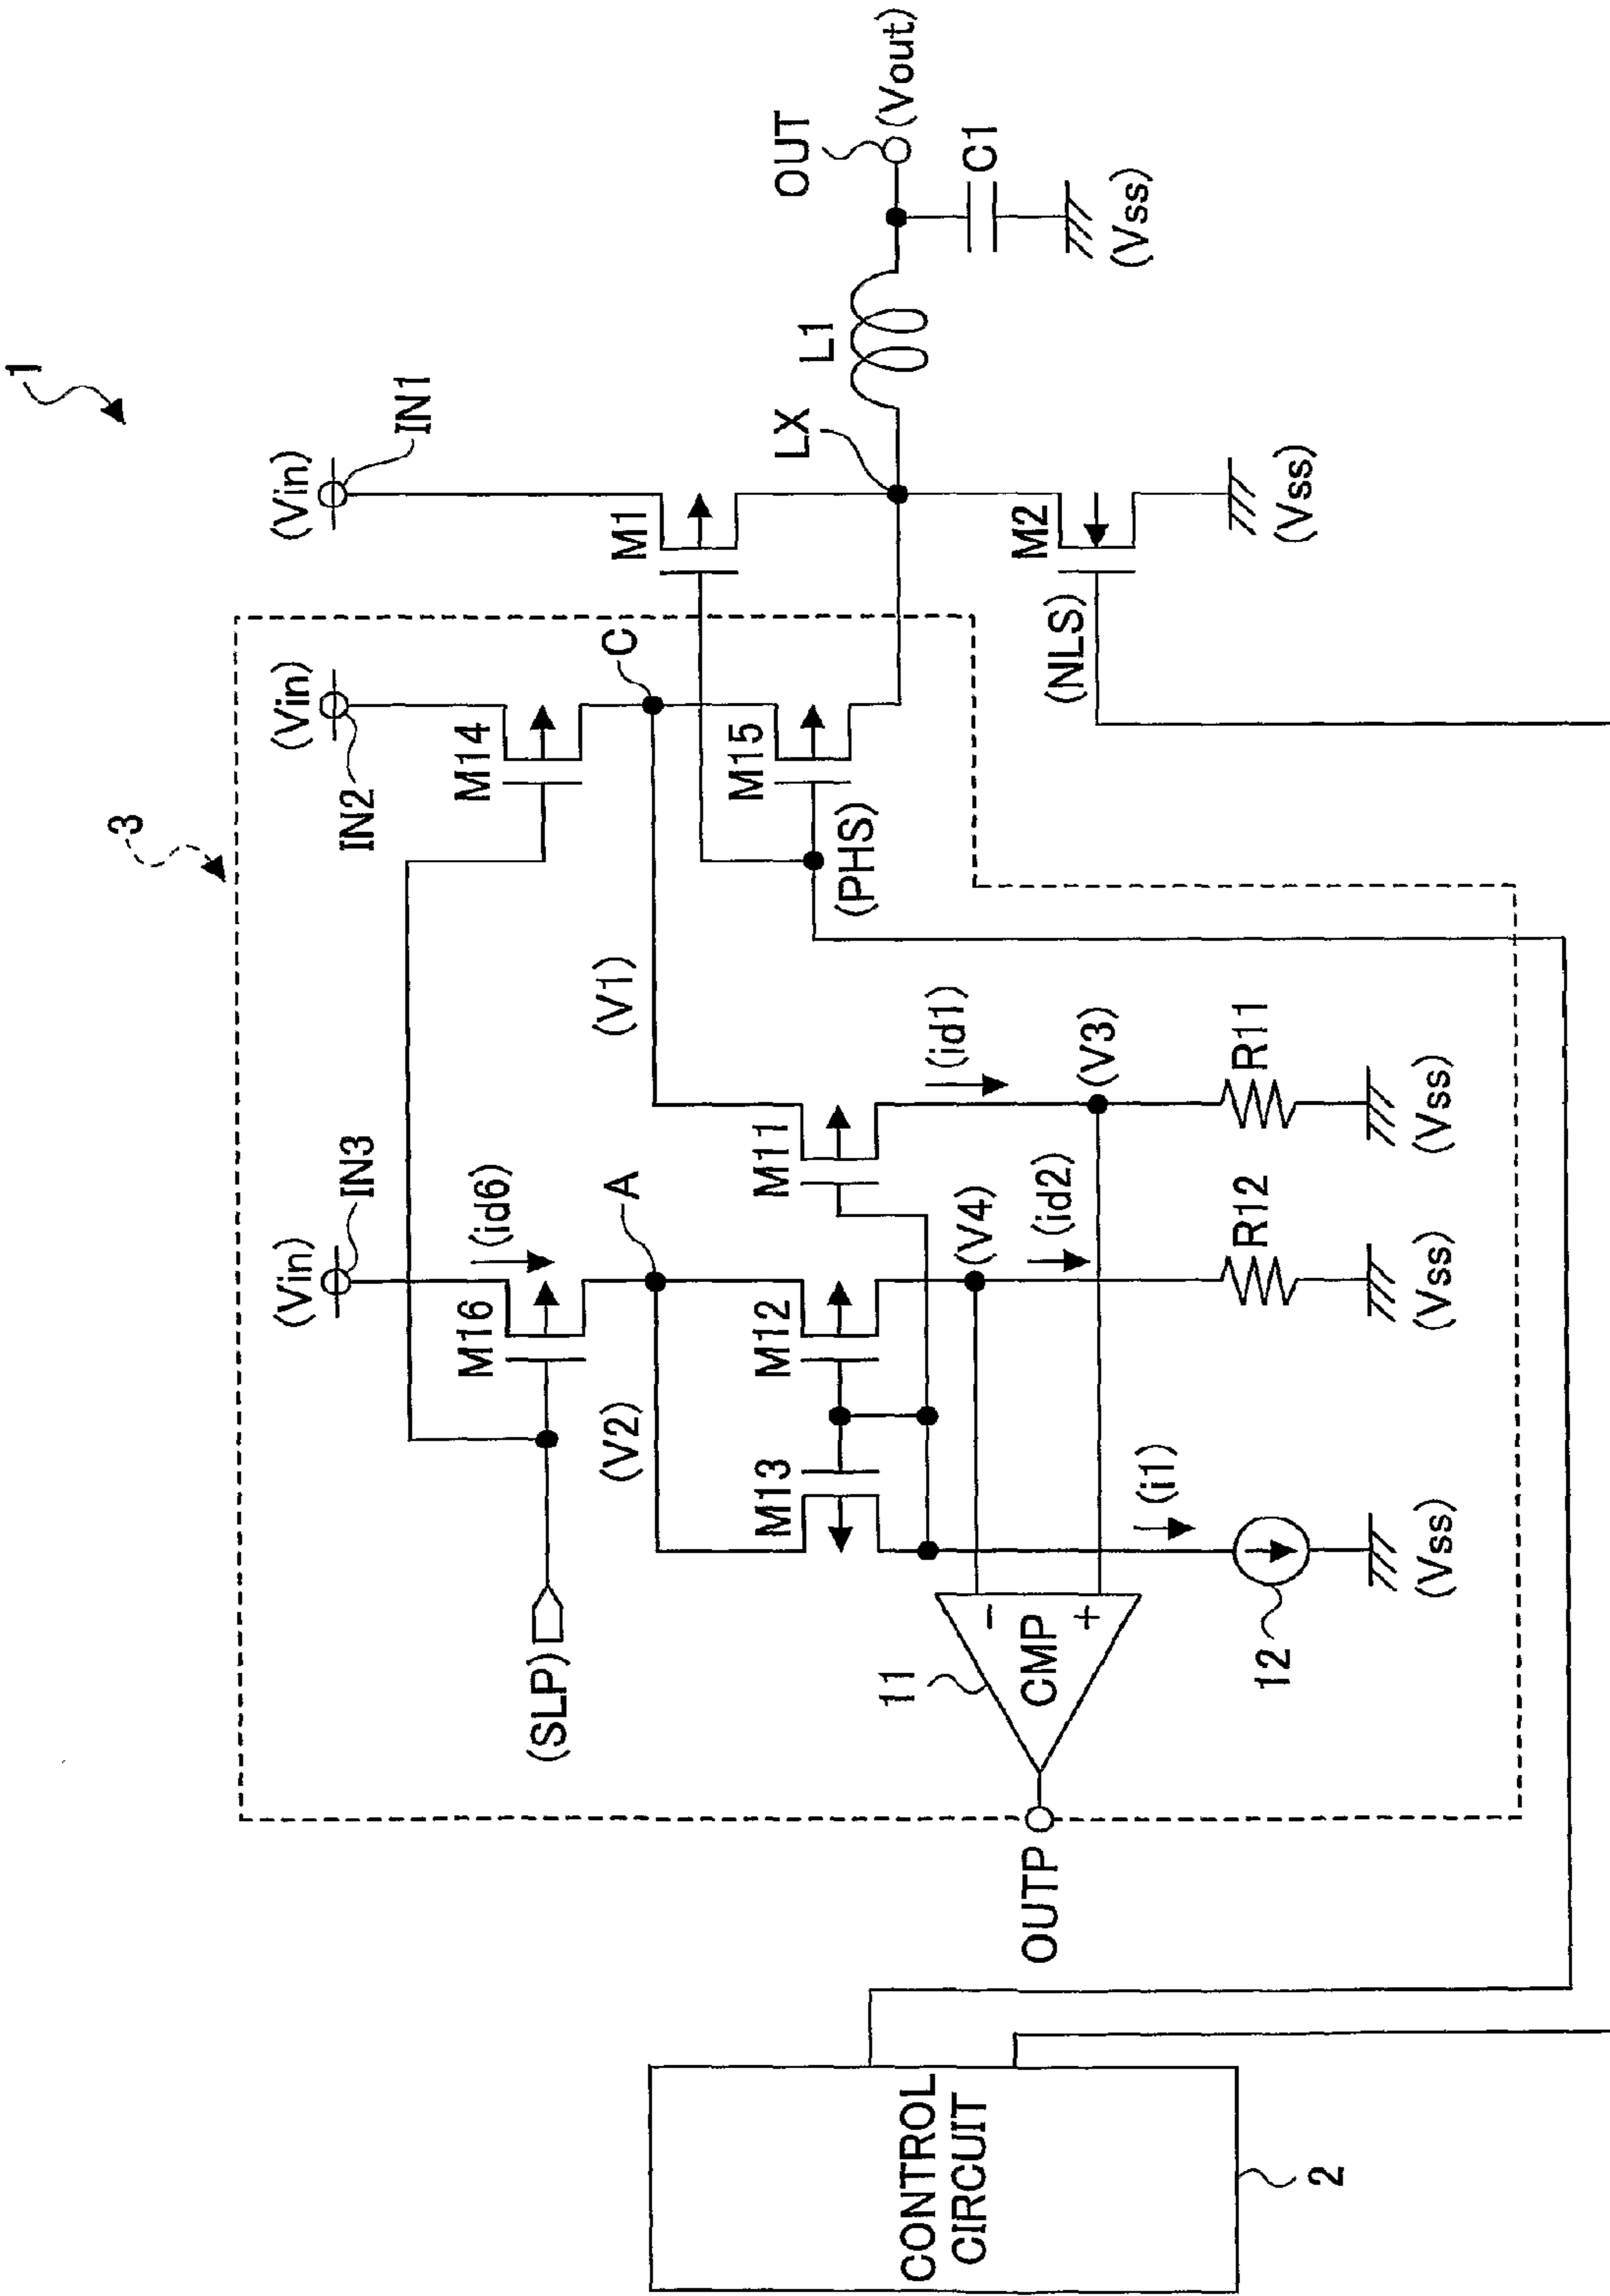 1
3
(Vin)
IN1
(Vin)
IN2
(Vin)
IN3
M1
M14
C
M15
(PHS)
LX
L1
OUT
(Vout)
C1
(Vss)
M2
(NLS)
(Vss)
(V1)
(id6)
M16
A
(V2)
(SLP)
M11
M12
M13
(id1)
(V3)
(V4)
(id2)
R11
(Vss)
R12
(Vss)
(i1)
12
(Vss)
11
CMP
-
+
OUTP
CONTROL
CIRCUIT
2